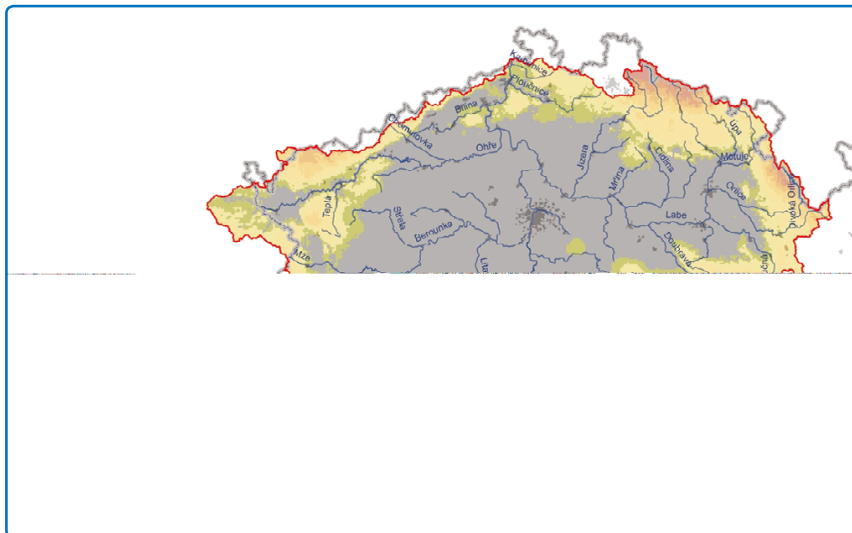 Kamenice
Ploučnice
Bílina
Chomutovka
Ohře
Úpa
Metuje
Jizera
Mrlina
Cidlina
Orlice
Divoká Orlice
Teplá
Střela
Berounka
Labe
Doubrava
Mže